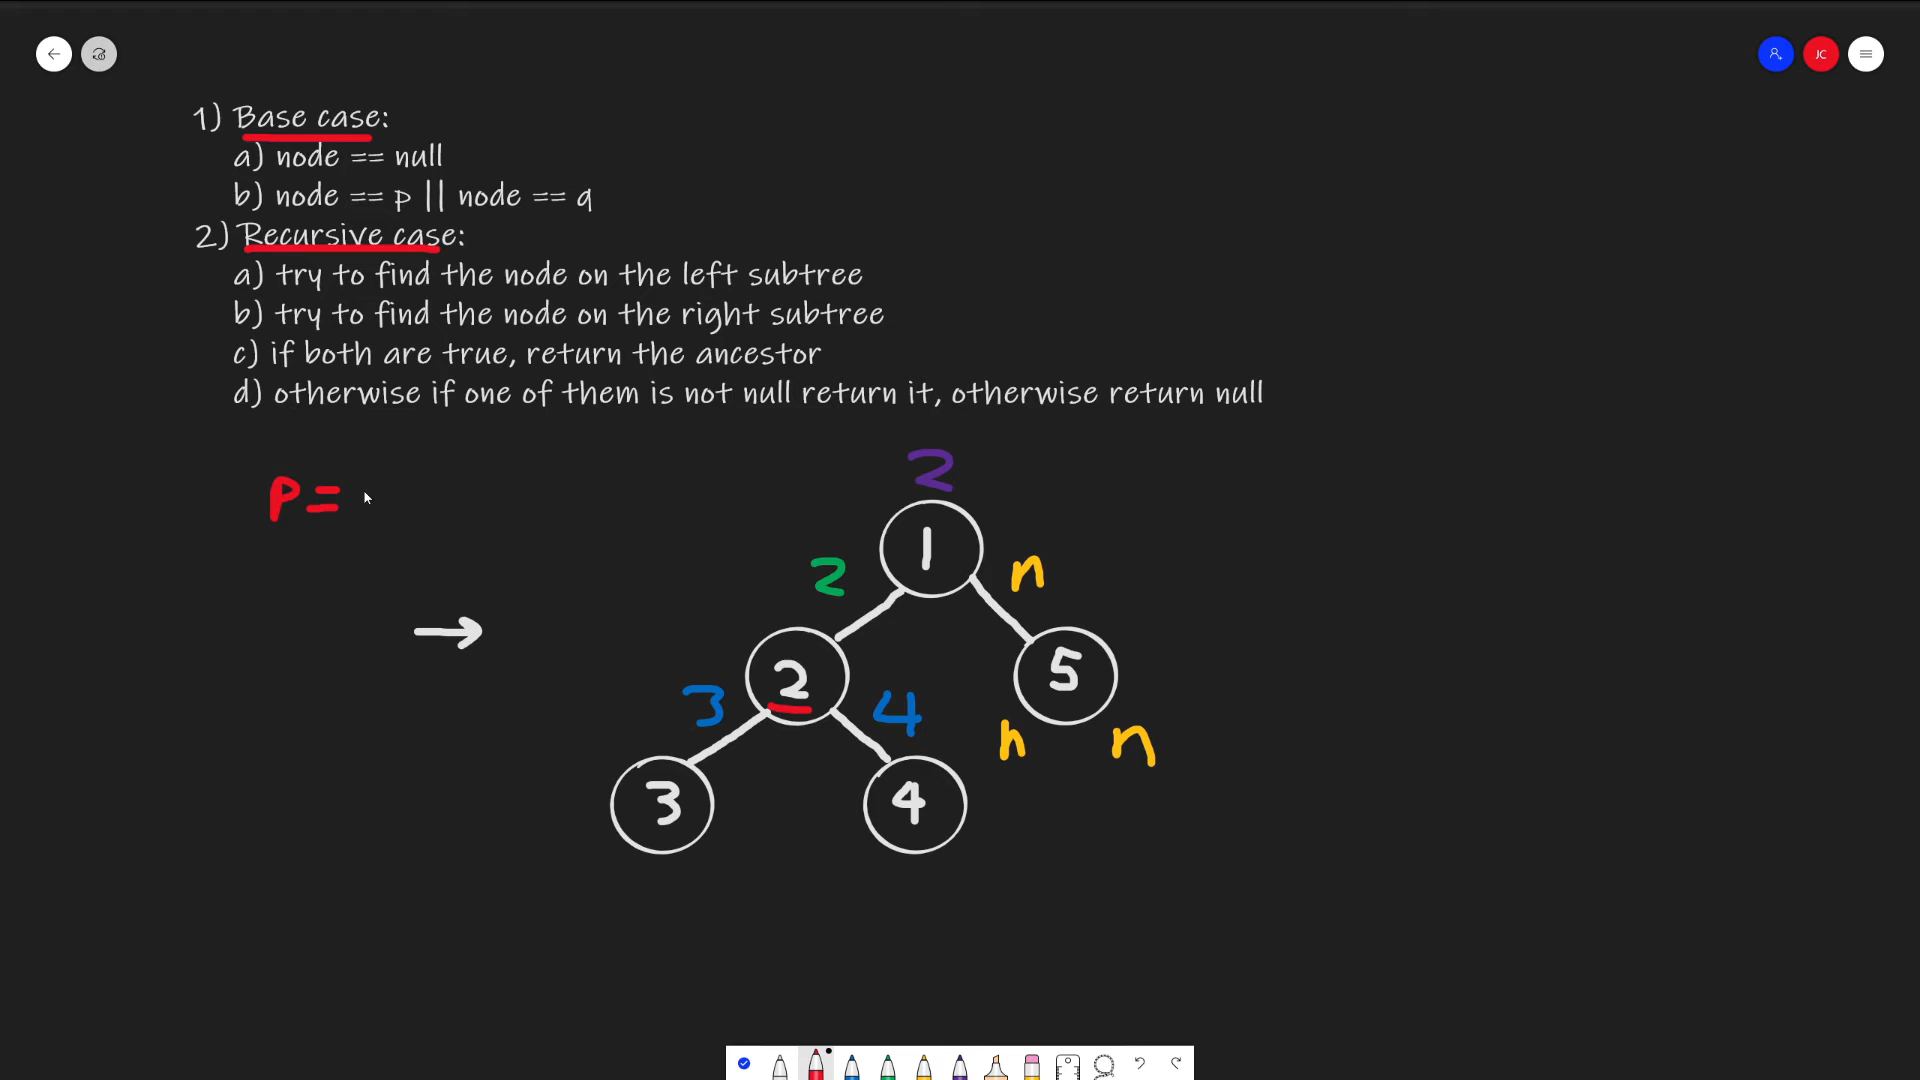 JC
1) Base case:
a) node == null
b) node == p || node == q
2) Recursive case:
a) try to find the node on the left subtree
b) try to find the node on the right subtree
c) if both are true, return the ancestor
d) otherwise if one of them is not null return it, otherwise return null
2
P=
1
2 n
2 5
3 4 n n
3 4